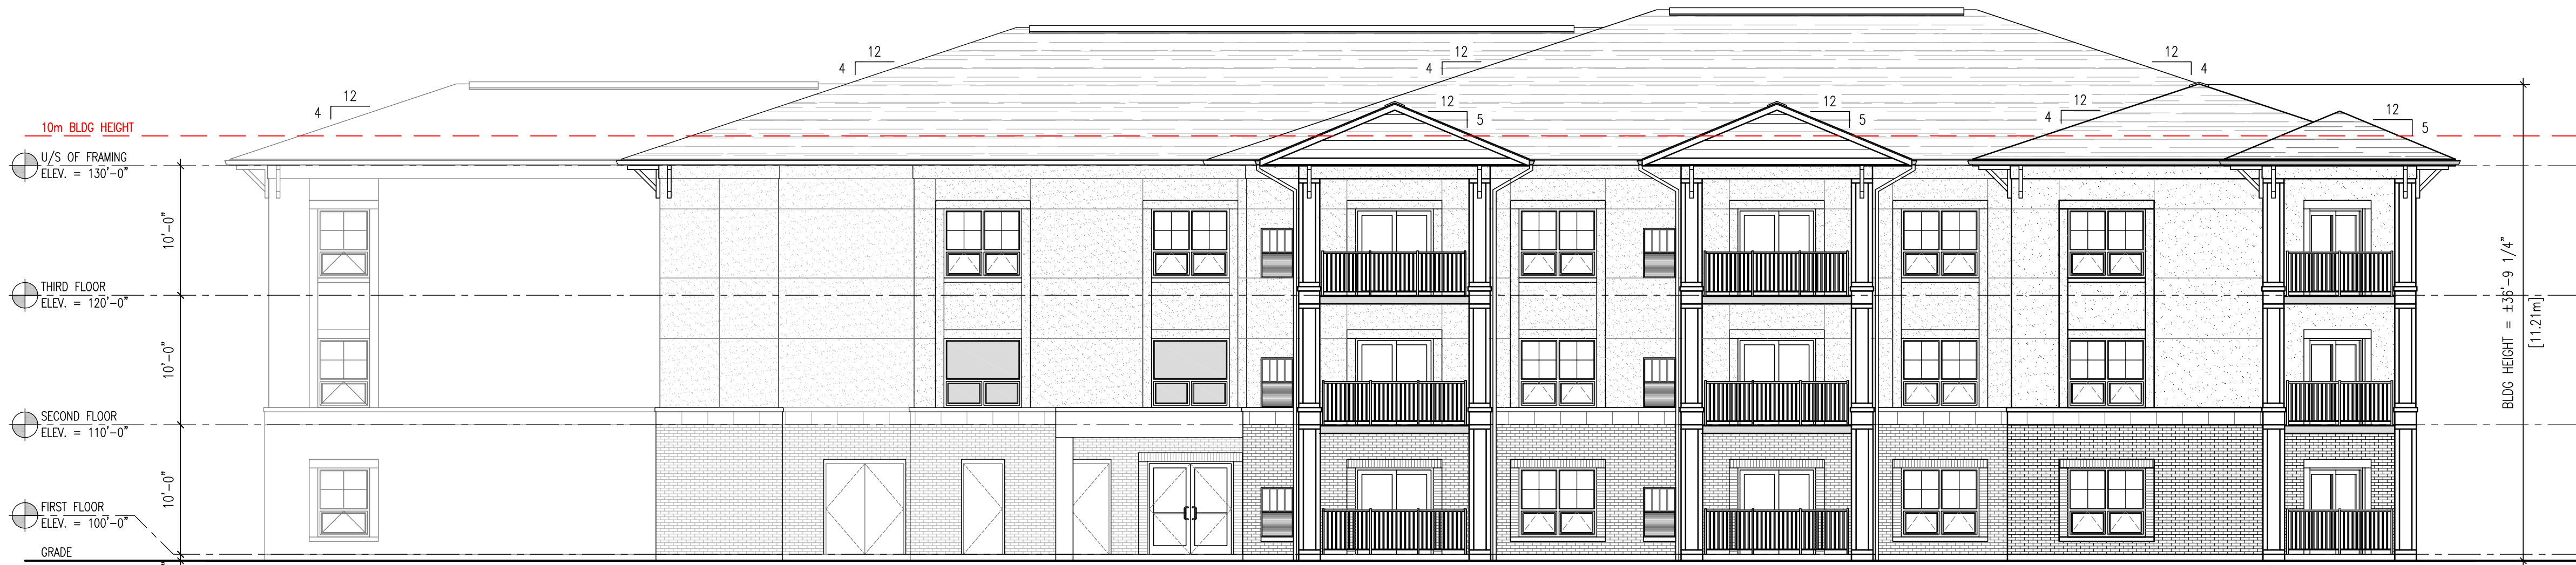 12
4
12
4
12
4
12
4
12
4
10m BLDG HEIGHT
12
5
12
5
12
4
12
5
U/S OF FRAMING
ELEV. = 130'-0"
10'-0"
THIRD FLOOR
ELEV. = 120'-0"
10'-0"
SECOND FLOOR
ELEV. = 110'-0"
10'-0"
FIRST FLOOR
ELEV. = 100'-0"
GRADE
BLDG HEIGHT = ±36'-9 1/4"
[11.21m]